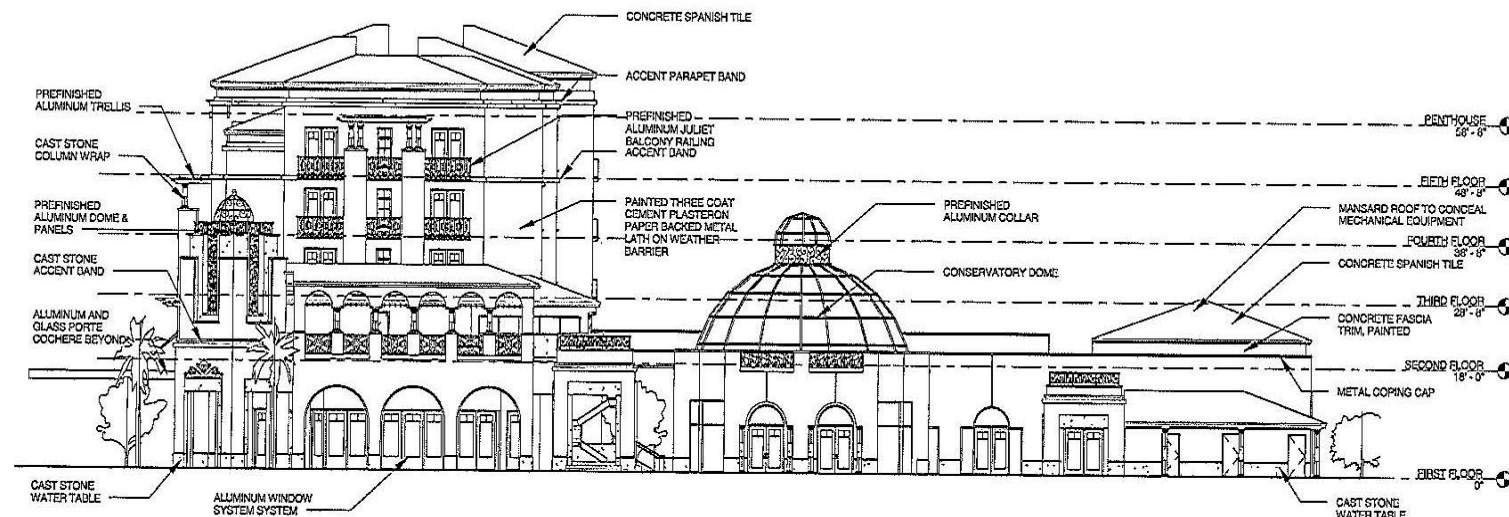 CONCRETE SPANISH TILE
ACCENT PARAPET BAND
PREFINISHED
ALUMINUM TRELLIS
PREFINISHED
ALUMINUM JULIET
BALCONY RAILING
ACCENT BAND
PENTHOUSE
58' - 8"
CAST STONE
COLUMN WRAP
FIFTH FLOOR
48' - 8"
PREFINISHED
ALUMINUM DOME &
PANELS
PAINTED THREE COAT
CEMENT PLASTERON
PAPER BACKED METAL
LATH ON WEATHER
BARRIER
PREFINISHED
ALUMINUM COLLAR
MANSARD ROOF TO CONCEAL
MECHANICAL EQUIPMENT
FOURTH FLOOR
38' - 8"
CAST STONE
ACCENT BAND
CONSERVATORY DOME
CONCRETE SPANISH TILE
THIRD FLOOR
28' - 8"
ALUMINUM AND
GLASS PORTE
COCHERE BEYOND
CONCRETE FASCIA
TRIM, PAINTED
SECOND FLOOR
18' - 0"
METAL COPING CAP
FIRST FLOOR
0"
CAST STONE
WATER TABLE
ALUMINUM WINDOW
SYSTEM SYSTEM
CAST STONE
WATER TABLE